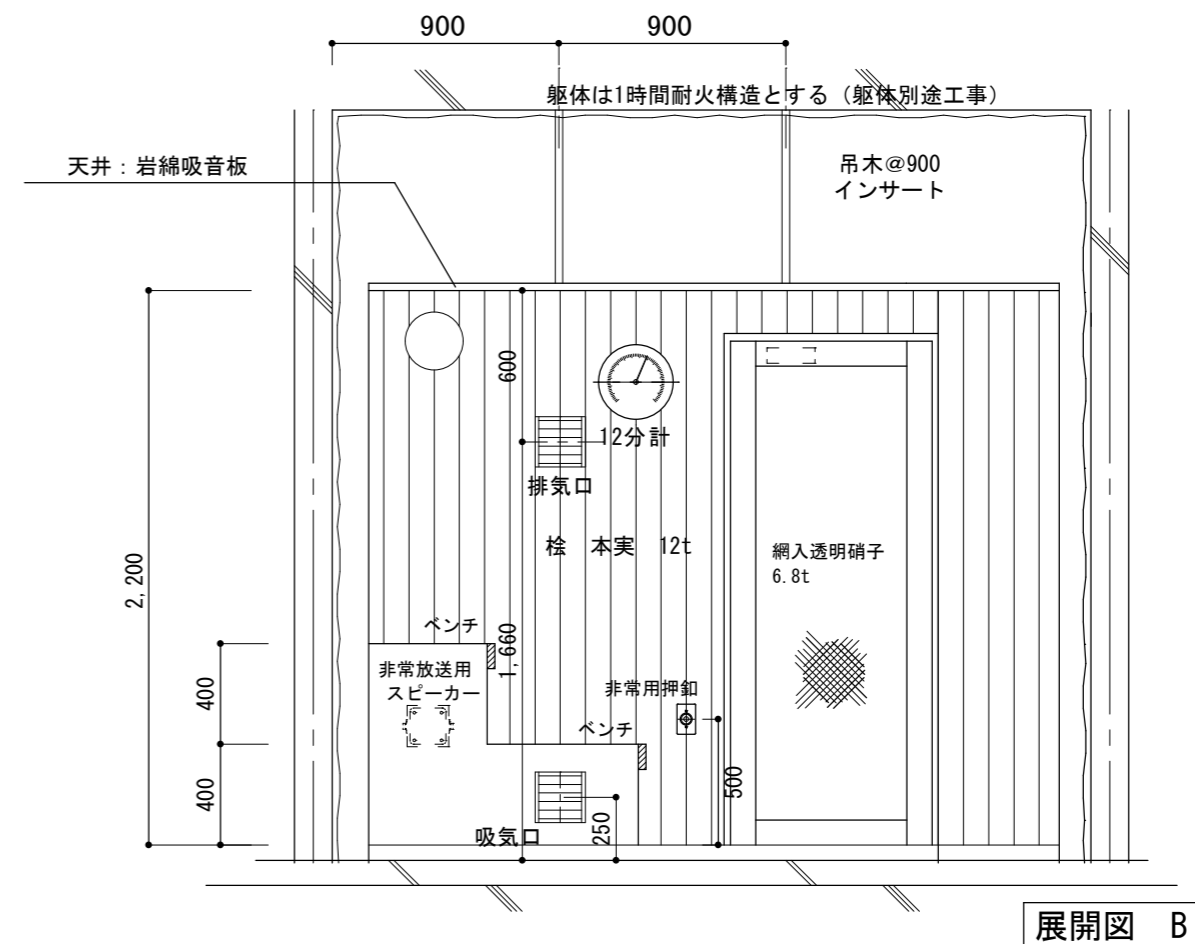 900
900
躯体は1時間耐火構造とする（躯体別途工事）
天井：岩綿吸音板
吊木@900
インサート
600
12分計
排気口
桧　本実　12t
網入透明硝子
6.8t
2,200
ベンチ
1,660
非常放送用
スピーカー
非常用押釦
400
ベンチ
500
400
250
吸気口
展開図　B